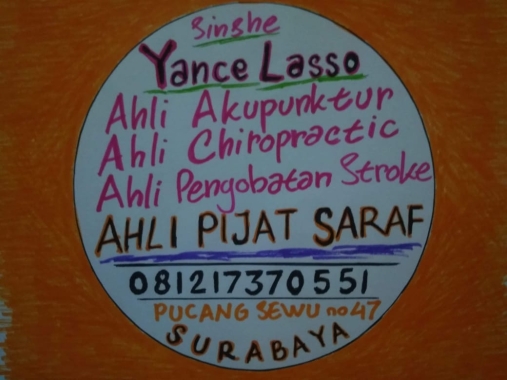 Sinshe
Yance Lasso
Ahli Akupunktur
Ahli Chiropractic
Ahli Pengobatan Stroke
AHLI PIJAT SARAF
081217370551
PUCANG SEWU no 47
SURABAYA